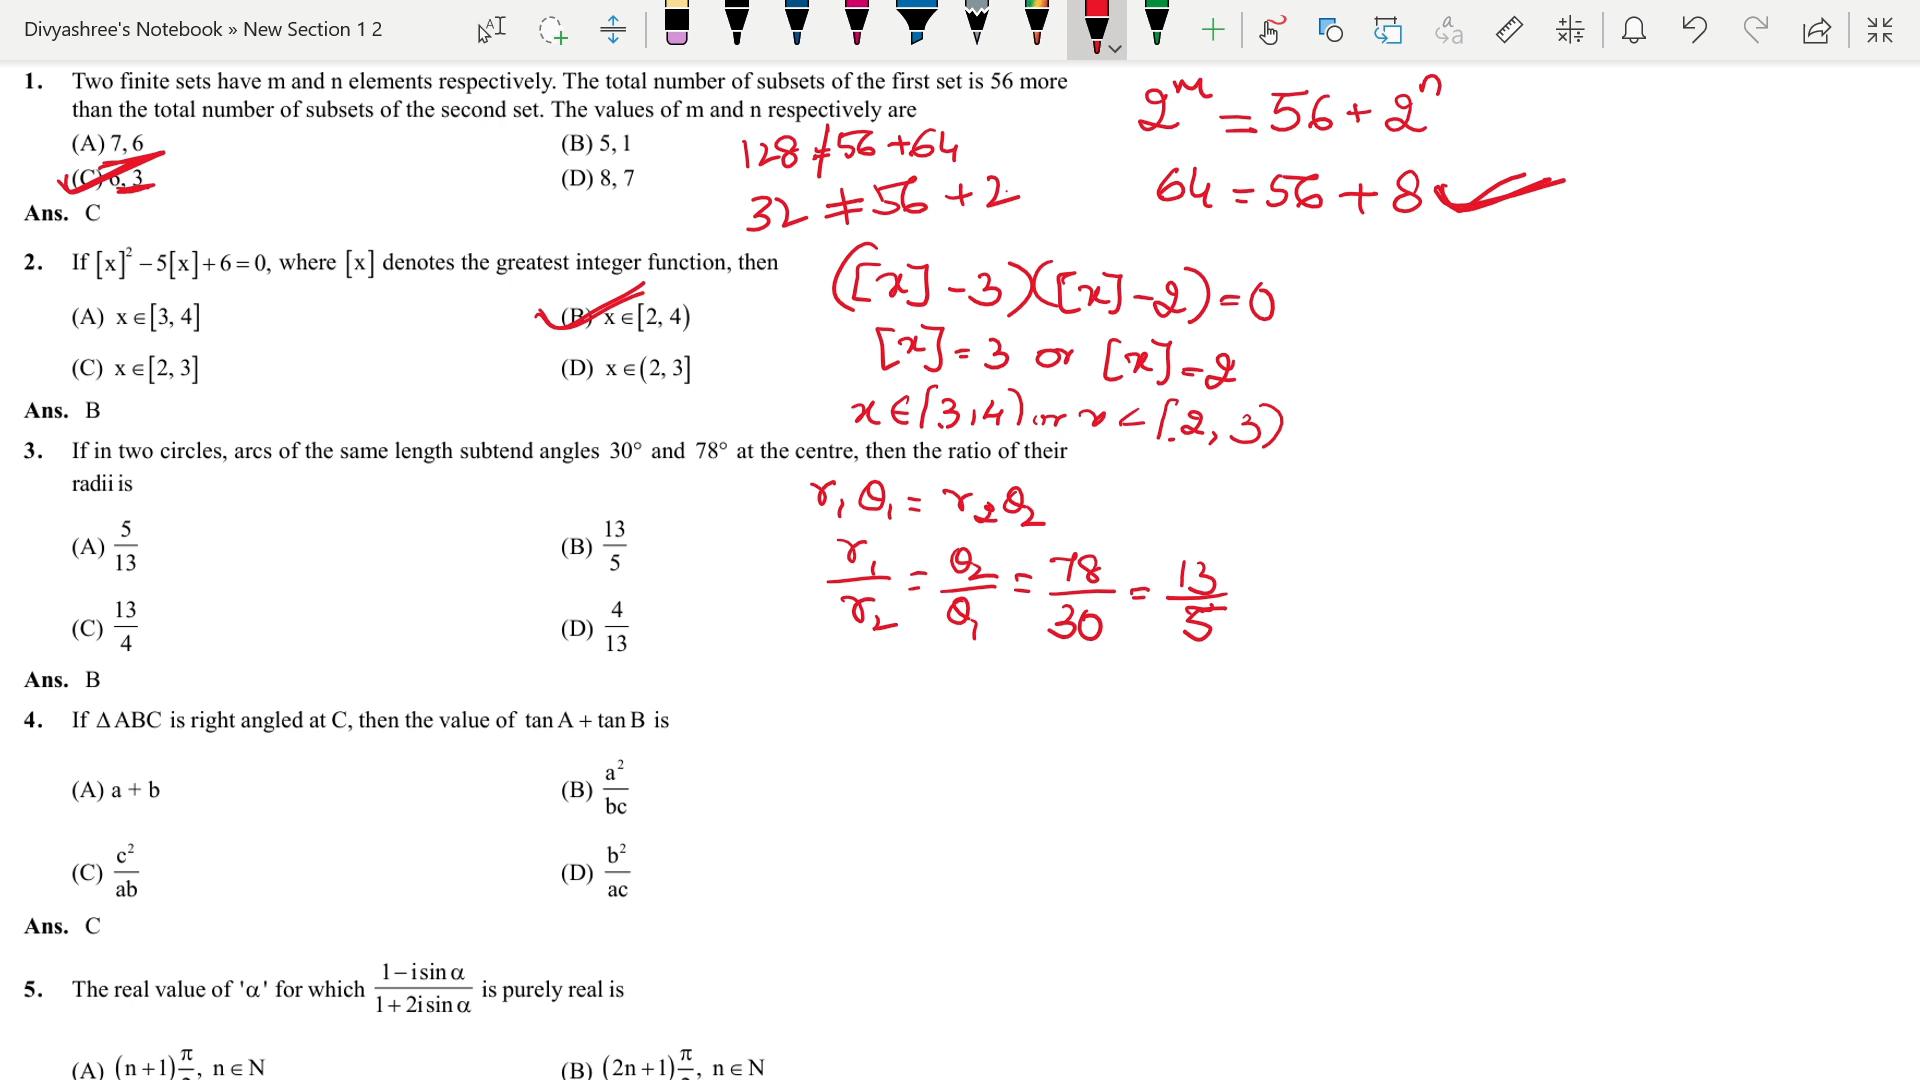 Divyashree's Notebook » New Section 1 2
1. Two finite sets have m and n elements respectively. The total number of subsets of the first set is 56 more
than the total number of subsets of the second set. The values of m and n respectively are
(A) 7, 6 (B) 5, 1
(C) 6, 3 (D) 8, 7
Ans. C
2^m = 56 + 2^n
128 ≠ 56 + 64
64 = 56 + 8
32 ≠ 56 + 2
2. If [x]² − 5[x] + 6 = 0, where [x] denotes the greatest integer function, then
(A) x ∈ [3, 4] (B) x ∈ [2, 4)
(C) x ∈ [2, 3] (D) x ∈ (2, 3]
Ans. B
([x] − 3)([x] − 2) = 0
[x] = 3 or [x] = 2
x ∈ [3, 4) or x ∈ [2, 3)
3. If in two circles, arcs of the same length subtend angles 30° and 78° at the centre, then the ratio of their
radii is
(A) 5/13 (B) 13/5
(C) 13/4 (D) 4/13
Ans. B
r₁θ₁ = r₂θ₂
r₁/r₂ = θ₂/θ₁ = 78/30 = 13/5
4. If Δ ABC is right angled at C, then the value of tan A + tan B is
(A) a + b (B) a²/bc
(C) c²/ab (D) b²/ac
Ans. C
5. The real value of 'α' for which (1 − i sin α)/(1 + 2i sin α) is purely real is
(A) (n + 1) π/, n ∈ N (B) (2n + 1) π/, n ∈ N